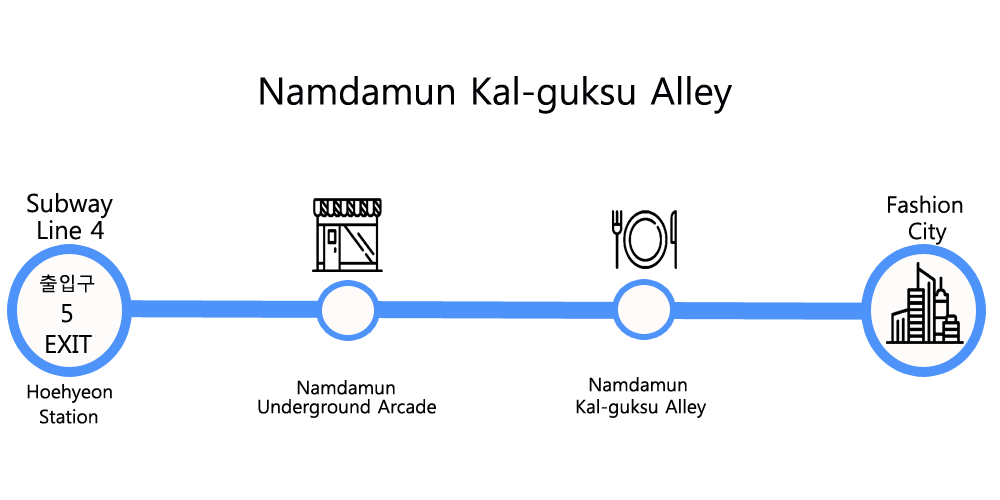 Namdamun Kal-guksu Alley
Subway
Line 4
출입구
5
EXIT
Hoehyeon
Station
Namdamun
Underground Arcade
Namdamun
Kal-guksu Alley
Fashion
City